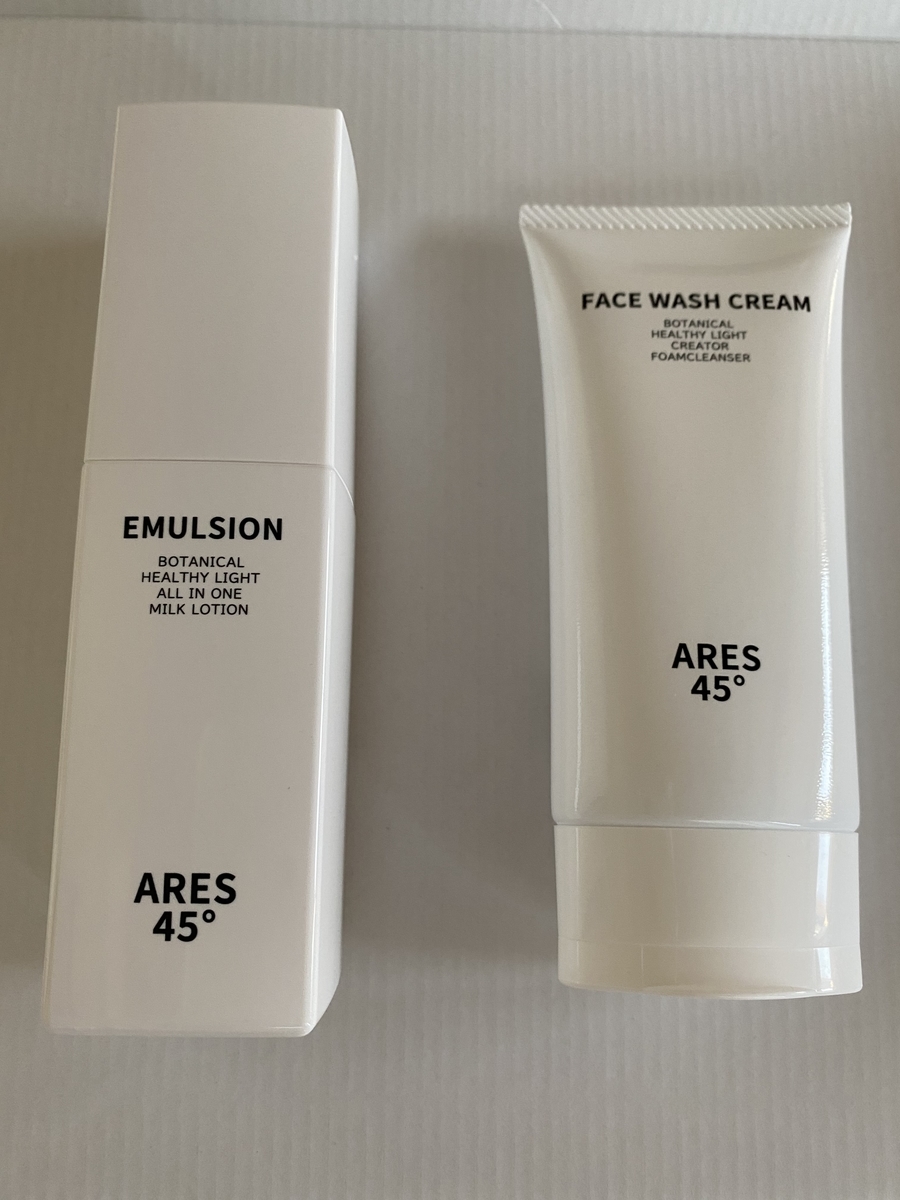 EMULSION
BOTANICAL
HEALTHY LIGHT
ALL IN ONE
MILK LOTION
ARES
45°
FACE WASH CREAM
BOTANICAL
HEALTHY LIGHT
CREATOR
FOAMCLEANSER
ARES
45°